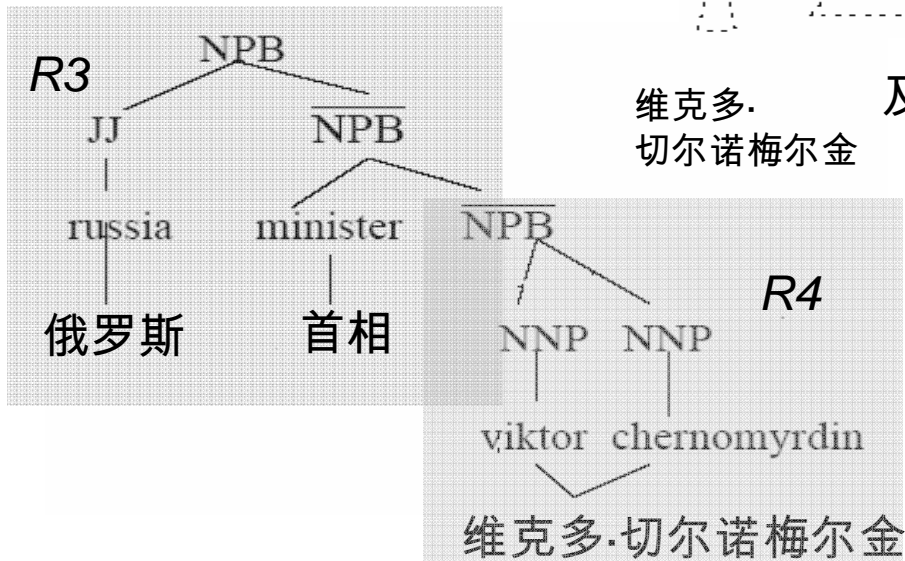 NPB
R3
JJ NPB
维克多·
切尔诺梅尔金
russia minister NPB
R4
俄罗斯 首相
NNP NNP
viktor chernomyrdin
维克多·切尔诺梅尔金